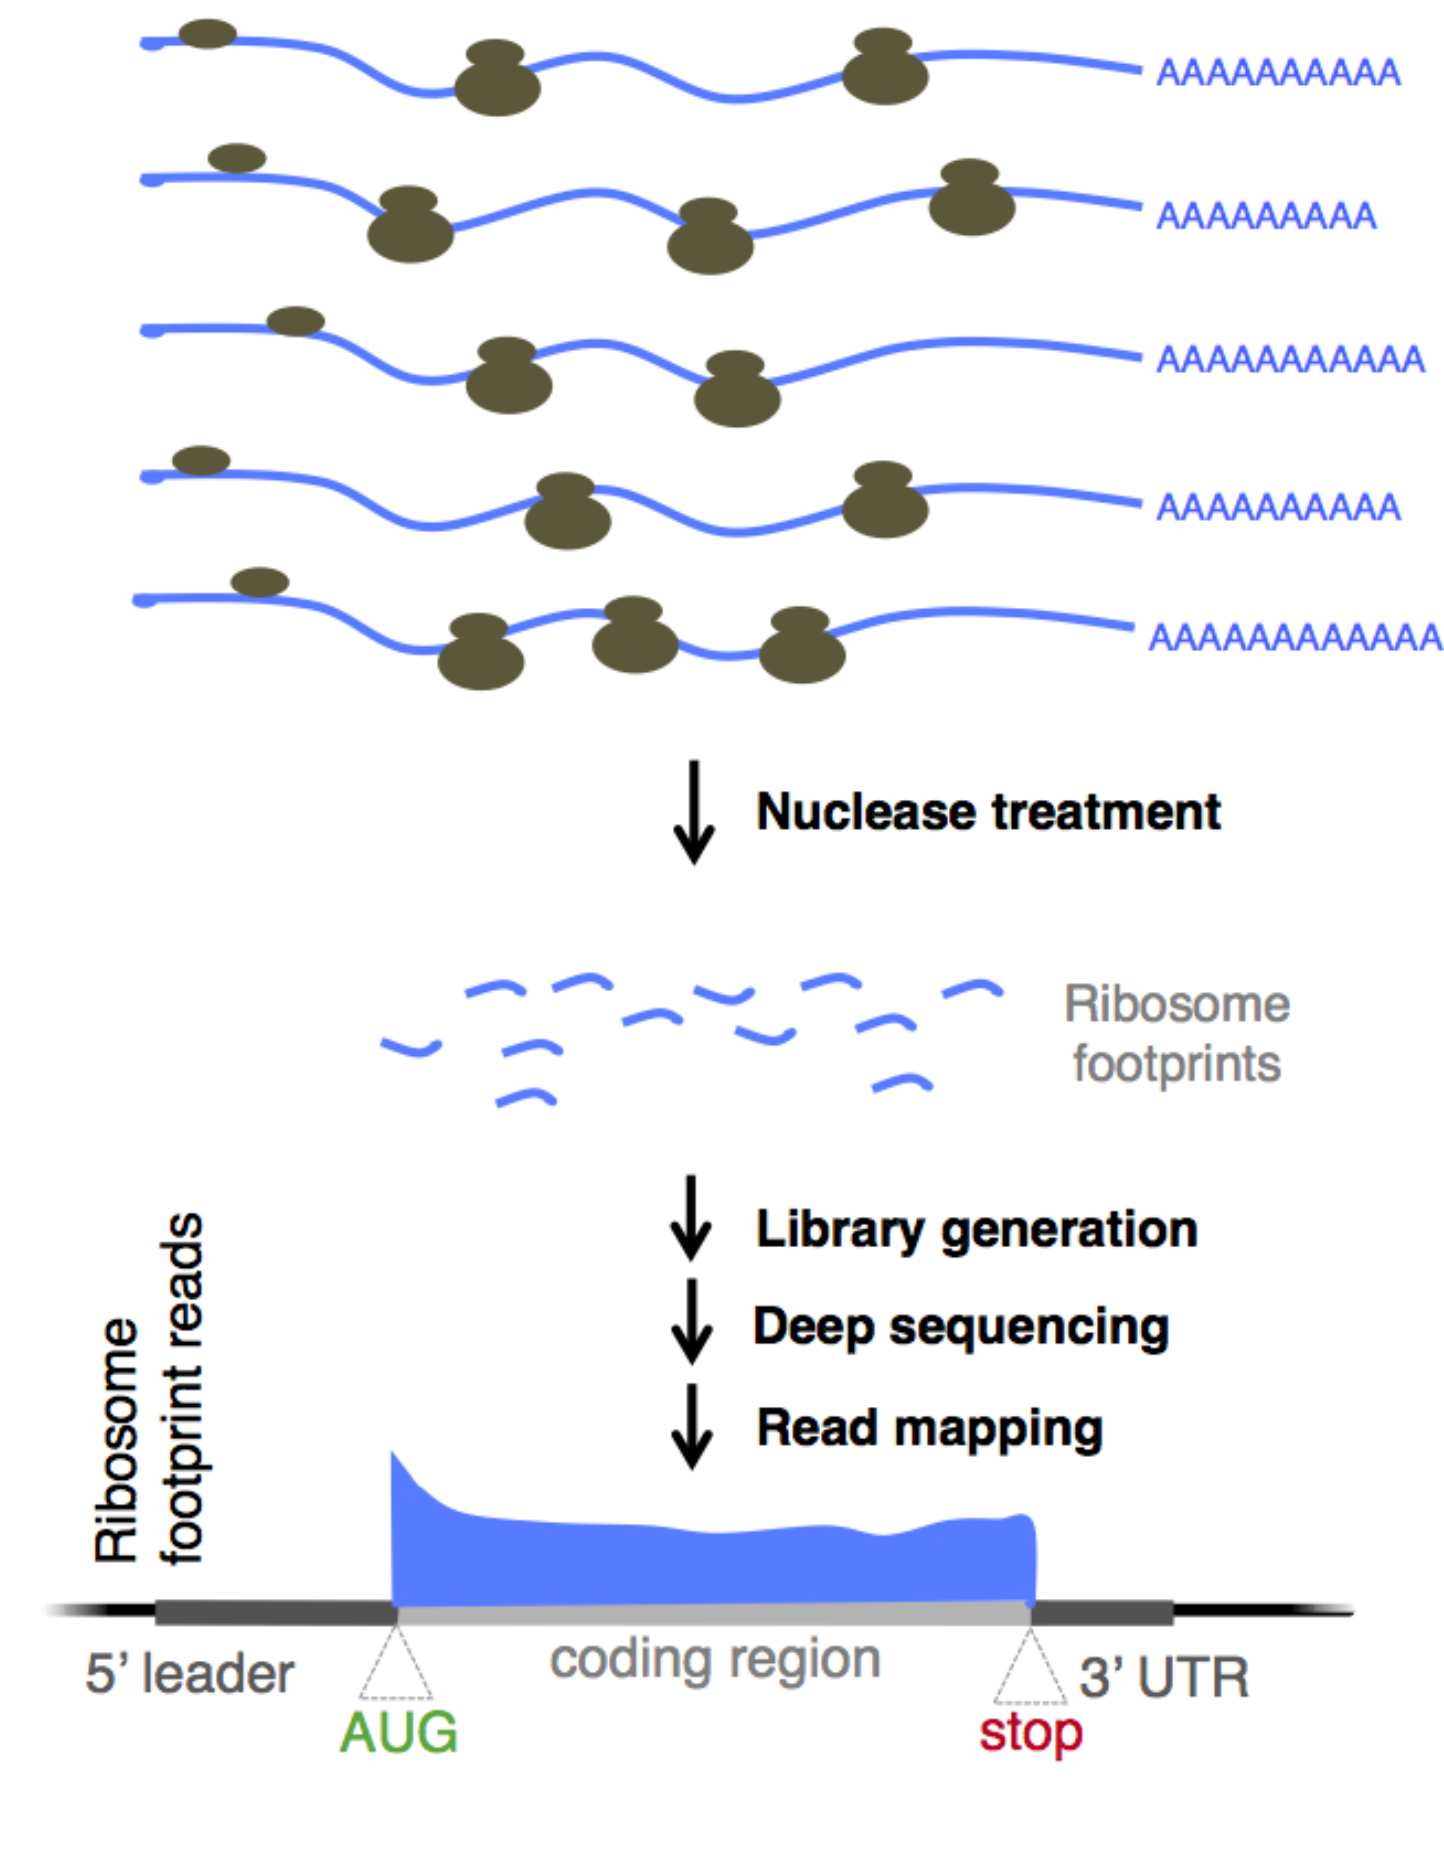 AAAAAAAAAA
AAAAAAAAA
AAAAAAAAAAA
AAAAAAAAAA
AAAAAAAAAAAA
Nuclease treatment
Ribosome
footprints
Library generation
Deep sequencing
Read mapping
Ribosome
footprint reads
5’ leader
coding region
3’ UTR
AUG
stop